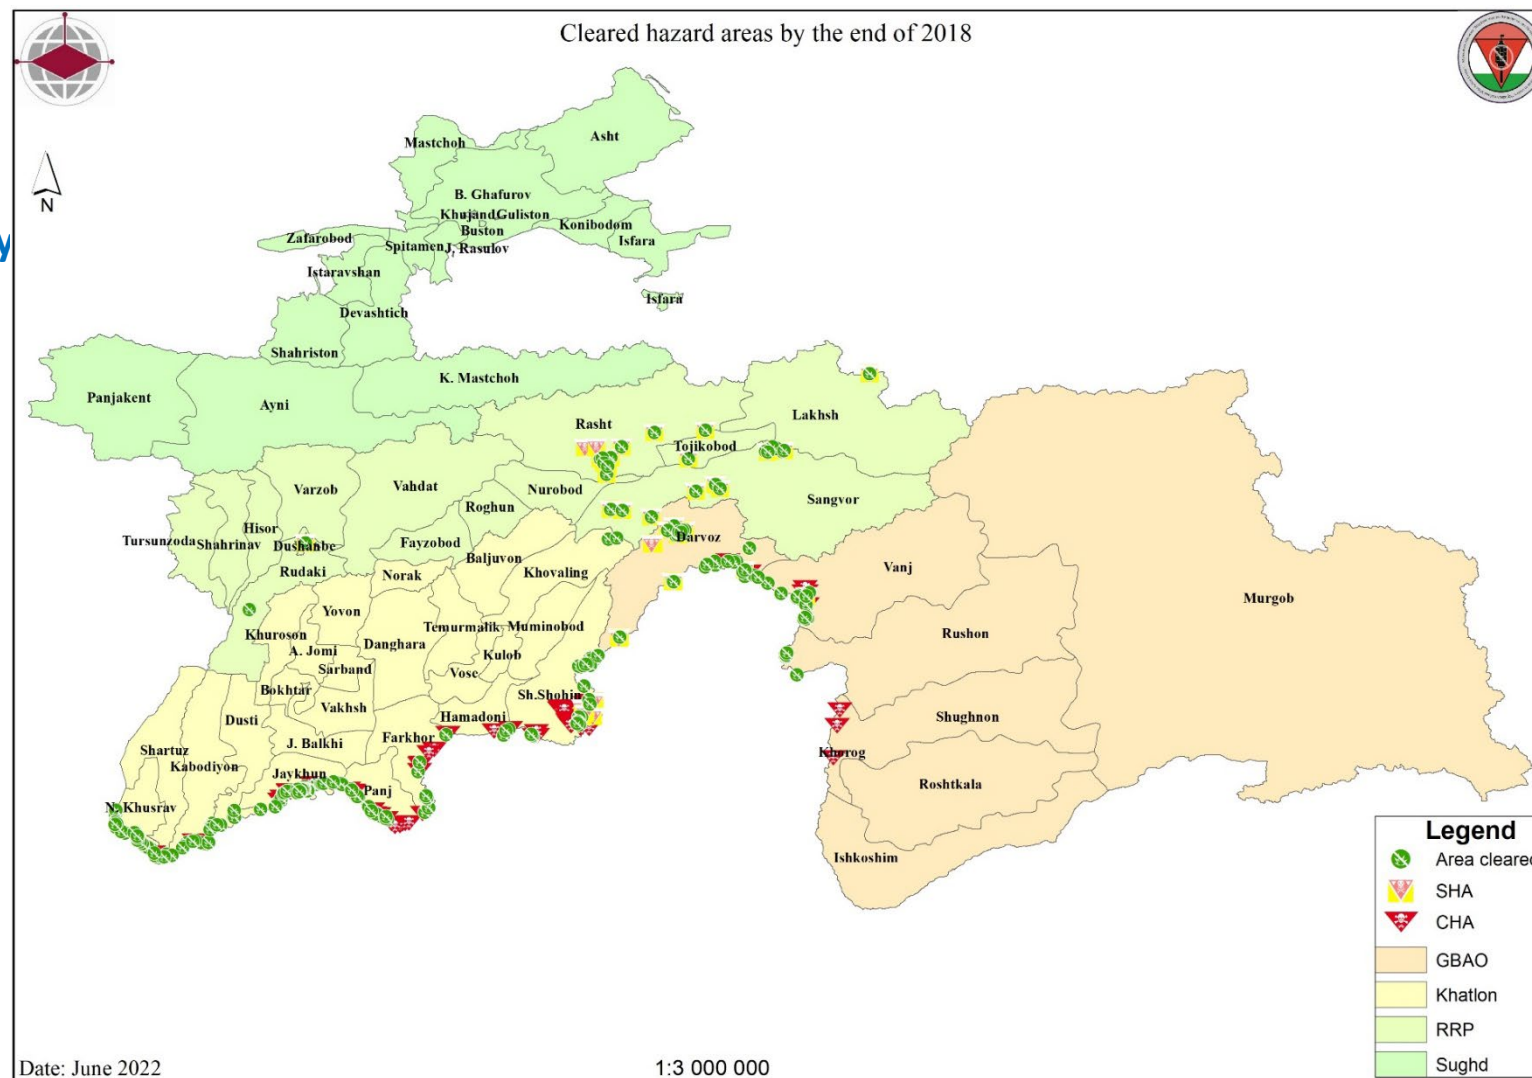 Cleared hazard areas by the end of 2018
N
y
Asht
Mastchoh
B. Ghafurov
Khujand
Guliston
Buston
Konibodom
Isfara
Zafarobod
Spitamen
J. Rasulov
Istaravshan
Isfara
Devashtich
Shahriston
K. Mastchoh
Panjakent
Ayni
Lakhsh
Rasht
Tojikobod
Varzob
Vahdat
Nurobod
Sangvor
Roghun
Hisor
Tursunzoda
Shahrinav
Dushanbe
Fayzobod
Darvoz
Baljuvon
Rudaki
Norak
Khovaling
Vanj
Murgob
Yovon
Khuroson
Temurmalik
Muminobod
Rushon
A. Jomi
Danghara
Kulob
Sarband
Vose
Bokhtar
Sh.Shohin
Vakhsh
Dusti
Hamadoni
Shughnon
Farkhor
J. Balkhi
Shartuz
Khorog
Kabodiyon
Jaykhun
Roshtkala
Panj
N. Khusrav
Ishkoshim
Legend
Area cleared
SHA
CHA
GBAO
Khatlon
RRP
Sughd
Date: June 2022
1:3 000 000